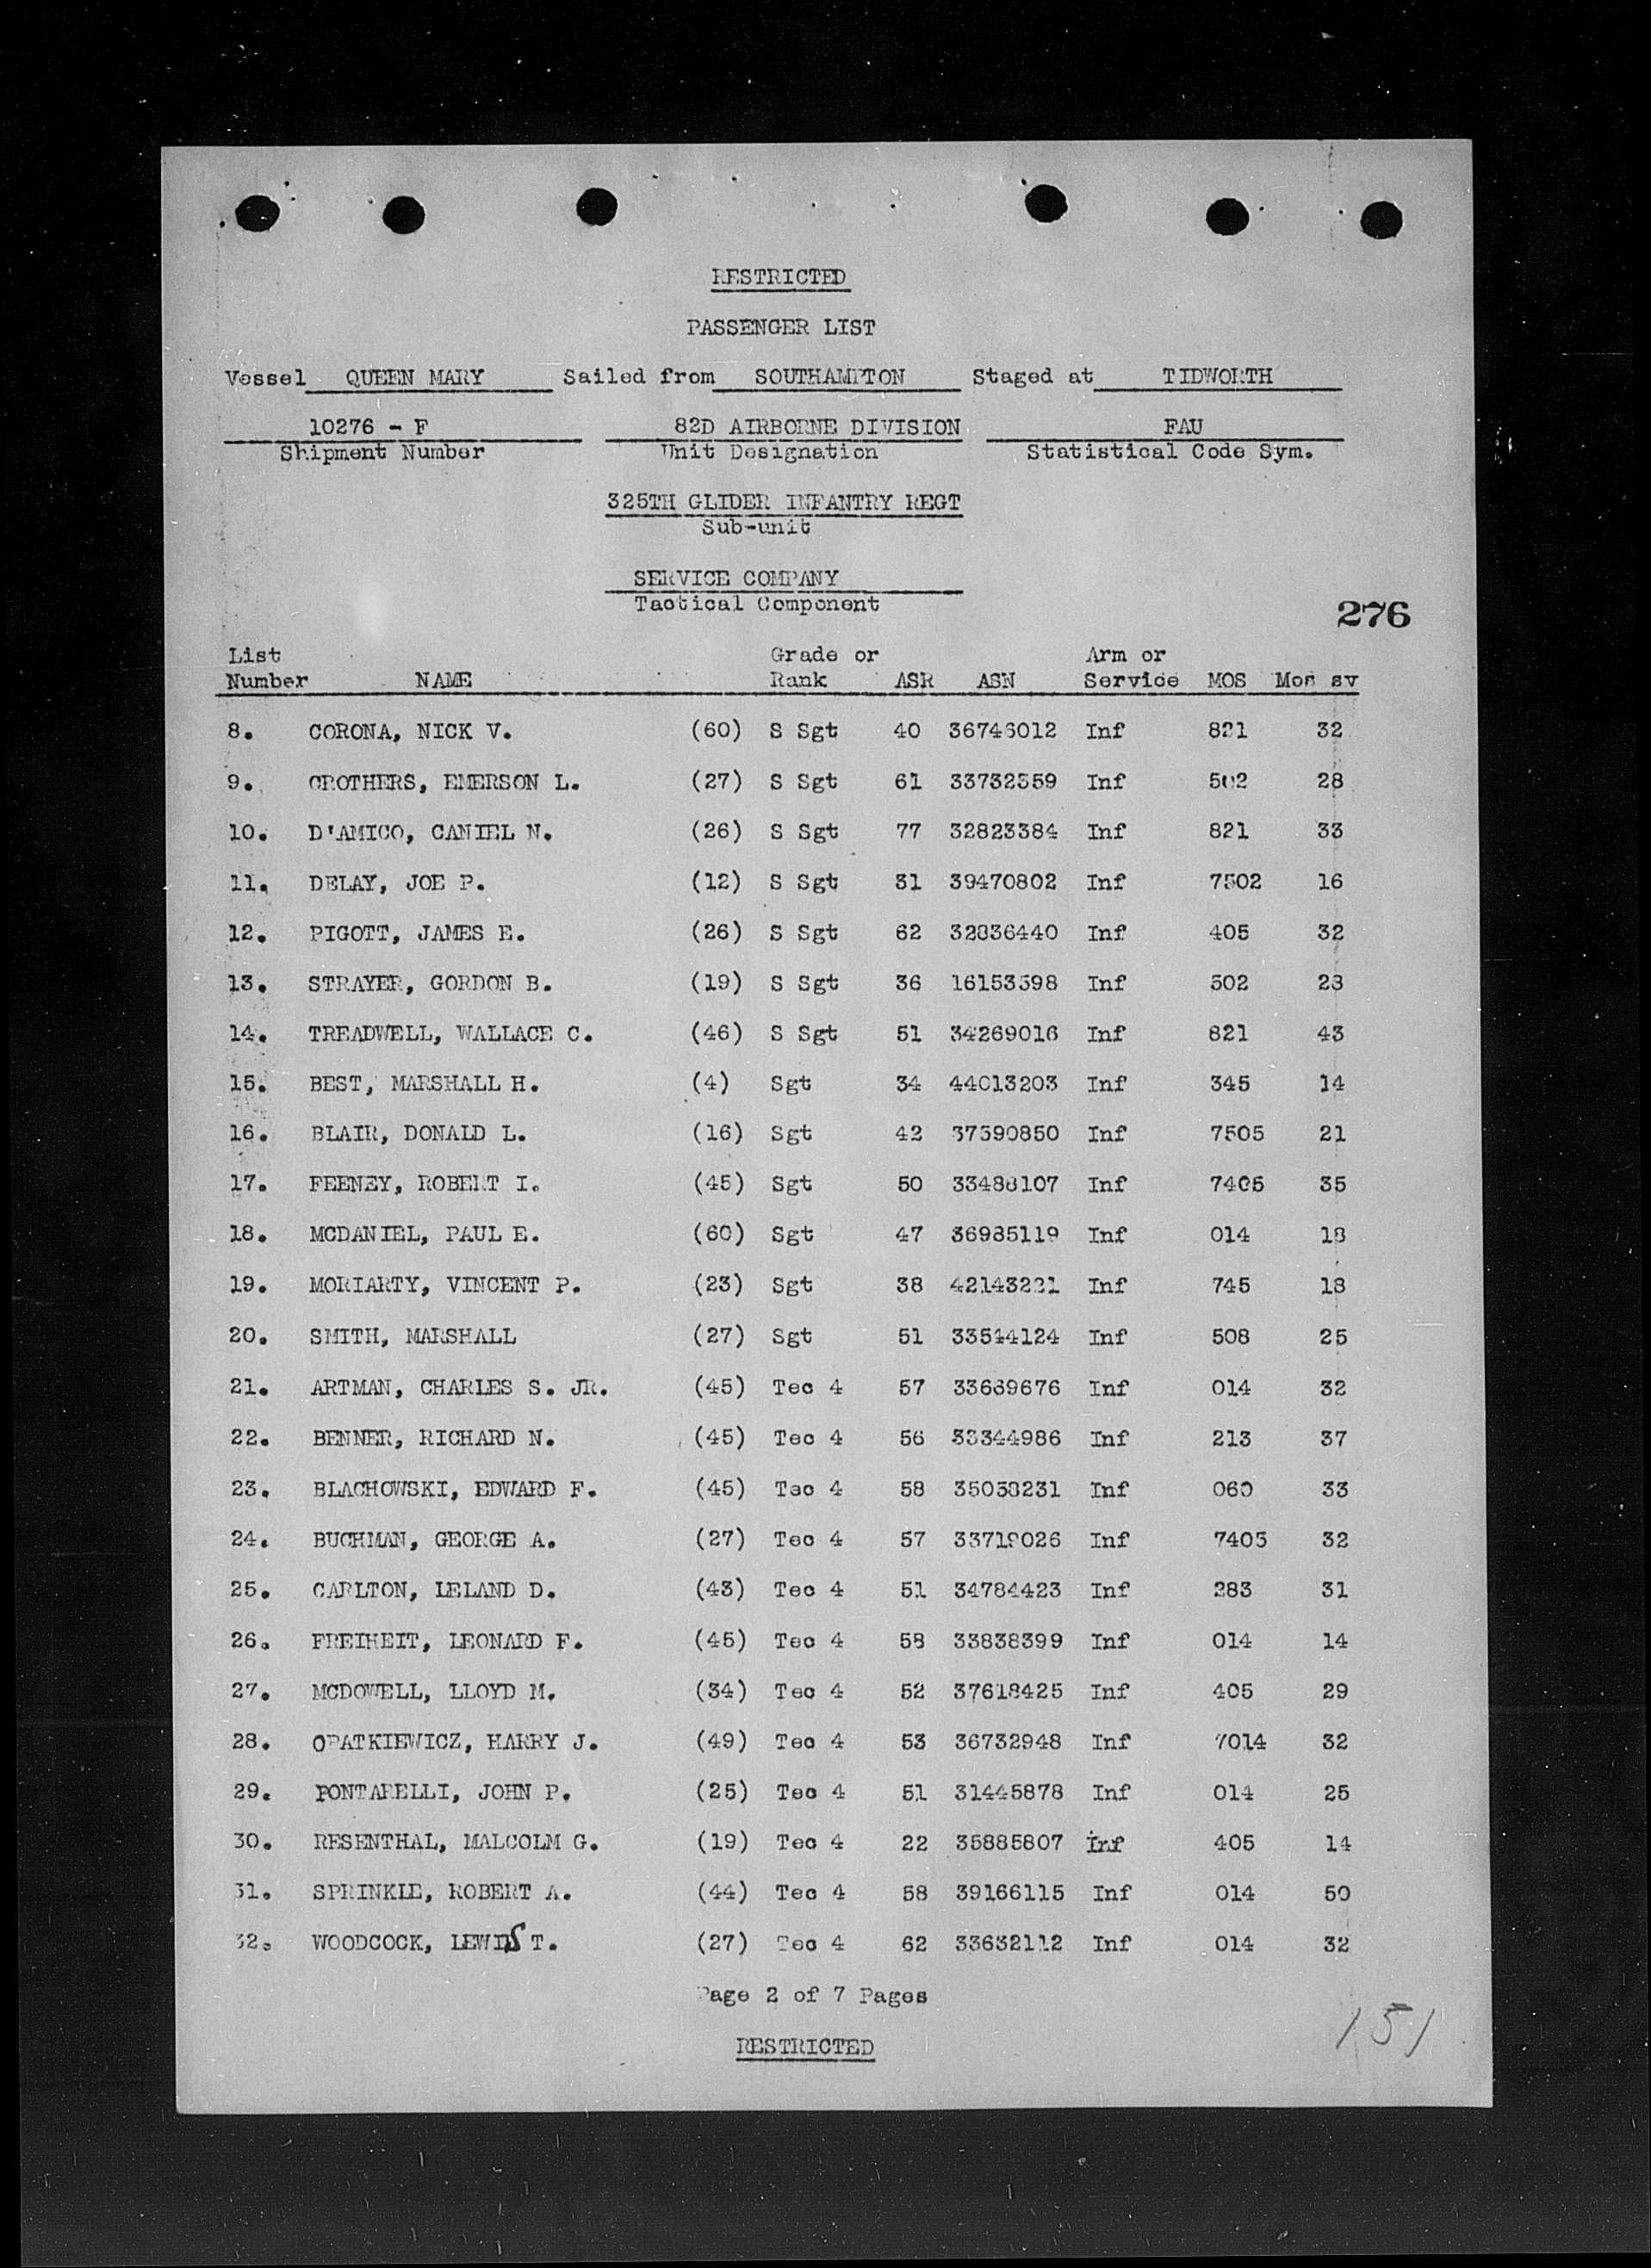 RESTRICTED
PASSENGER LIST
Vessel QUEEN MARY Sailed from SOUTHAMPTON Staged at TIDWORTH
10276 - F 82D AIRBORNE DIVISION FAU
Shipment Number Unit Designation Statistical Code Sym.
325TH GLIDER INFANTRY REGT
Sub-unit
SERVICE COMPANY
Tactical Component
276
List Grade or Arm or
Number NAME Rank ASR ASN Service MOS Mos sv
8. CORONA, NICK V. (60) S Sgt 40 36746012 Inf 821 32
9. CROTHERS, EMERSON L. (27) S Sgt 61 33732359 Inf 502 28
10. D'AMICO, CANIEL N. (26) S Sgt 77 32823384 Inf 821 33
11. DELAY, JOE P. (12) S Sgt 31 39470802 Inf 7502 16
12. PIGOTT, JAMES E. (26) S Sgt 62 32836440 Inf 405 32
13. STRAYER, GORDON B. (19) S Sgt 36 16153598 Inf 502 23
14. TREADWELL, WALLACE C. (46) S Sgt 51 34269016 Inf 821 43
15. BEST, MARSHALL H. (4) Sgt 34 44013203 Inf 345 14
16. BLAIR, DONALD L. (16) Sgt 42 37590850 Inf 7505 21
17. FEENEY, ROBERT I. (45) Sgt 50 33488107 Inf 7405 35
18. MCDANIEL, PAUL E. (60) Sgt 47 36985119 Inf 014 18
19. MORIARTY, VINCENT P. (23) Sgt 38 42143221 Inf 745 18
20. SMITH, MARSHALL (27) Sgt 51 33544124 Inf 508 25
21. ARTMAN, CHARLES S. JR. (45) Tec 4 57 33689676 Inf 014 32
22. BENNER, RICHARD N. (45) Tec 4 56 33344986 Inf 213 37
23. BLACHOWSKI, EDWARD F. (45) Tec 4 58 35058231 Inf 060 33
24. BUCHMAN, GEORGE A. (27) Tec 4 57 33719026 Inf 7405 32
25. CARLTON, LELAND D. (43) Tec 4 51 34784423 Inf 283 31
26. FREIHEIT, LEONARD F. (45) Tec 4 58 33838399 Inf 014 14
27. MCDOWELL, LLOYD M. (34) Tec 4 52 37618425 Inf 405 29
28. OPATKIEWICZ, HARRY J. (49) Tec 4 53 36732948 Inf 7014 32
29. PONTARELLI, JOHN P. (25) Tec 4 51 31445878 Inf 014 25
30. RESENTHAL, MALCOLM G. (19) Tec 4 22 35885807 Inf 405 14
31. SPRINKLE, ROBERT A. (44) Tec 4 58 39166115 Inf 014 50
32. WOODCOCK, LEWIS T. (27) Tec 4 62 33632112 Inf 014 32
Page 2 of 7 Pages
151
RESTRICTED